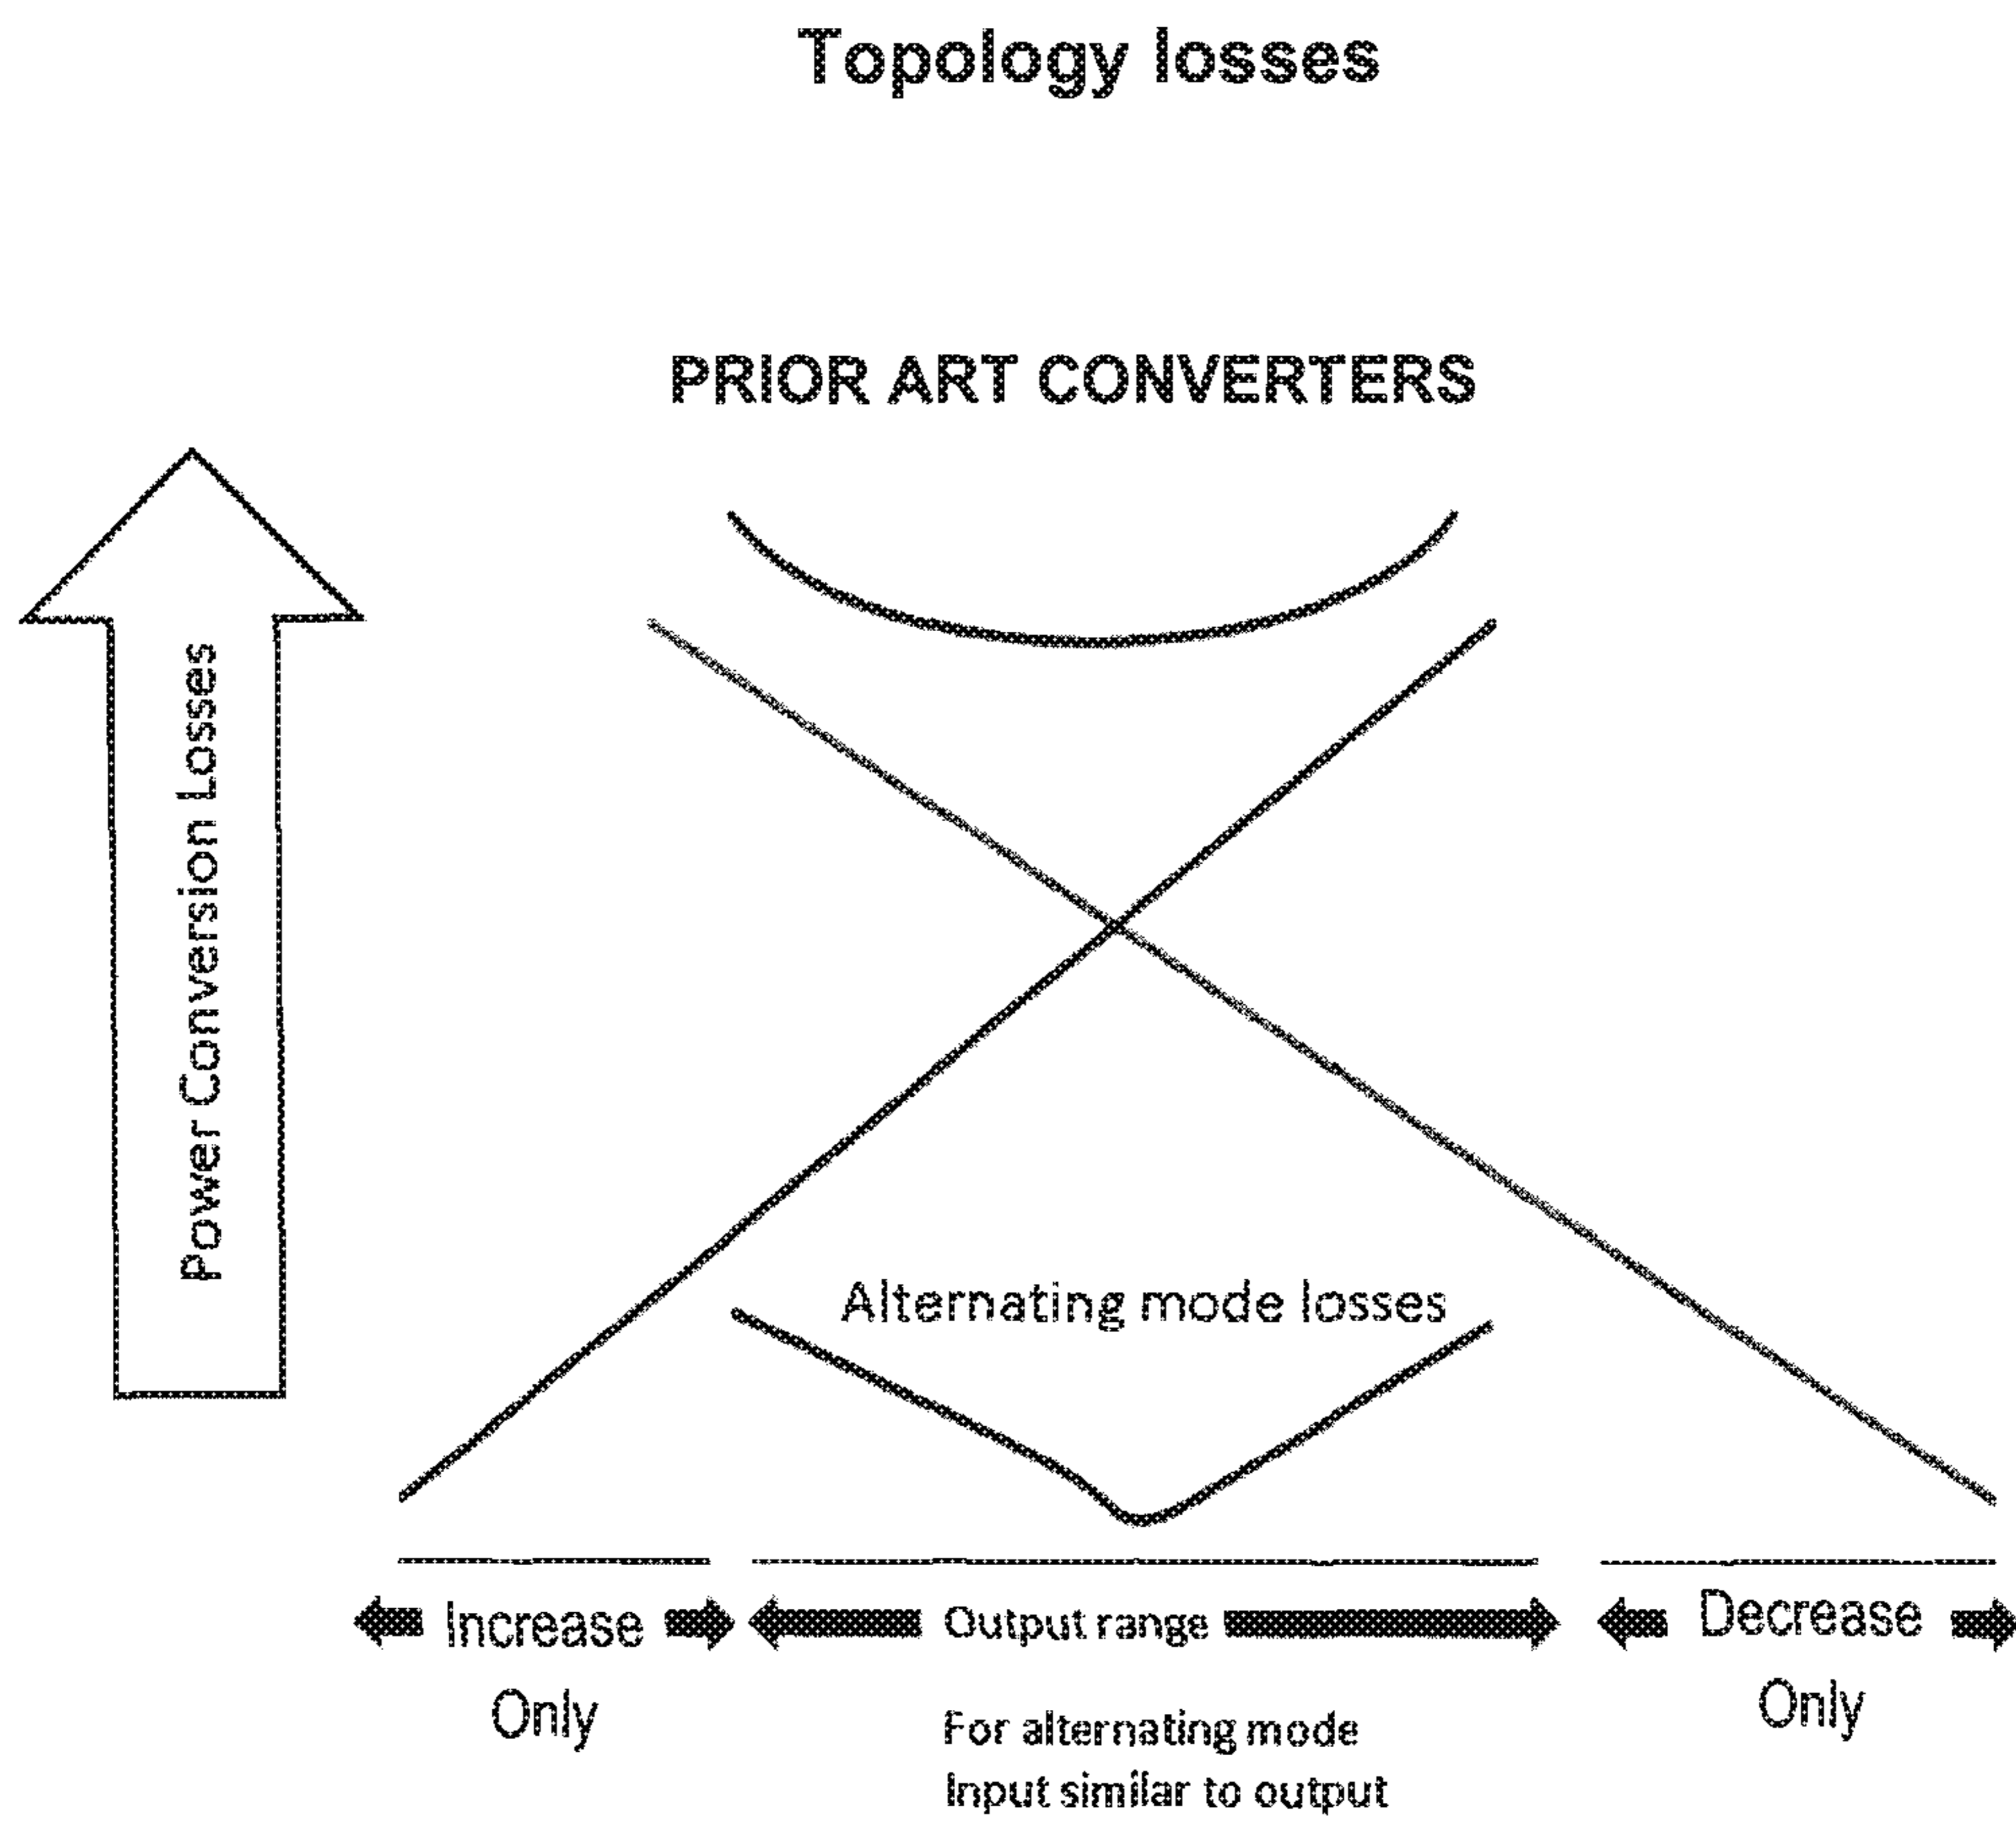 Topology losses
PRIOR ART CONVERTERS
Power Conversion Losses
Alternating mode losses
Increase
Only
Output range
For alternating mode
Input similar to output
Decrease
Only